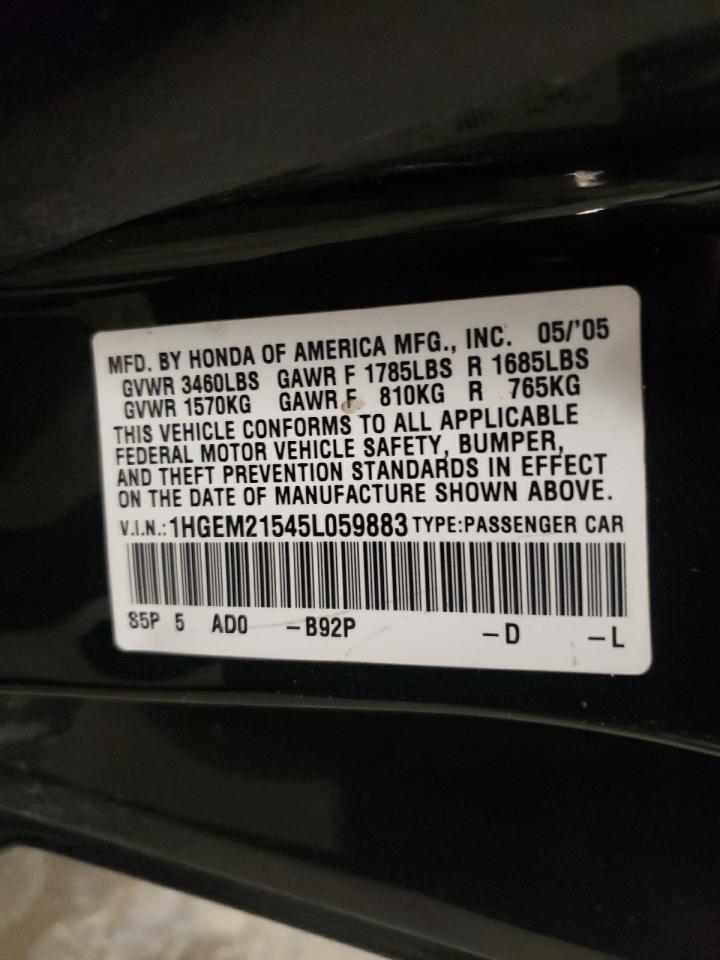 MFD. BY HONDA OF AMERICA MFG., INC. 05/'05
GVWR 3460LBS GAWR F 1785LBS R 1685LBS
GVWR 1570KG GAWR F 810KG R 765KG
THIS VEHICLE CONFORMS TO ALL APPLICABLE
FEDERAL MOTOR VEHICLE SAFETY, BUMPER,
AND THEFT PREVENTION STANDARDS IN EFFECT
ON THE DATE OF MANUFACTURE SHOWN ABOVE.
V.I.N.: 1HGEM21545L059883 TYPE:PASSENGER CAR
S5P 5 AD0 -B92P -D -L